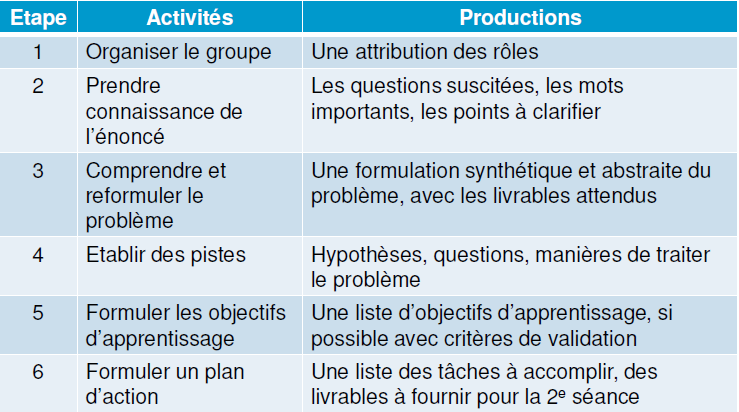 Etape Activités Productions
1 Organiser le groupe Une attribution des rôles
2 Prendre Les questions suscitées, les mots
connaissance de importants, les points à clarifier
l’énoncé
3 Comprendre et Une formulation synthétique et abstraite du
reformuler le problème, avec les livrables attendus
problème
4 Etablir des pistes Hypothèses, questions, manières de traiter
le problème
5 Formuler les objectifs Une liste d’objectifs d’apprentissage, si
d’apprentissage possible avec critères de validation
6 Formuler un plan Une liste des tâches à accomplir, des
d’action livrables à fournir pour la 2e séance